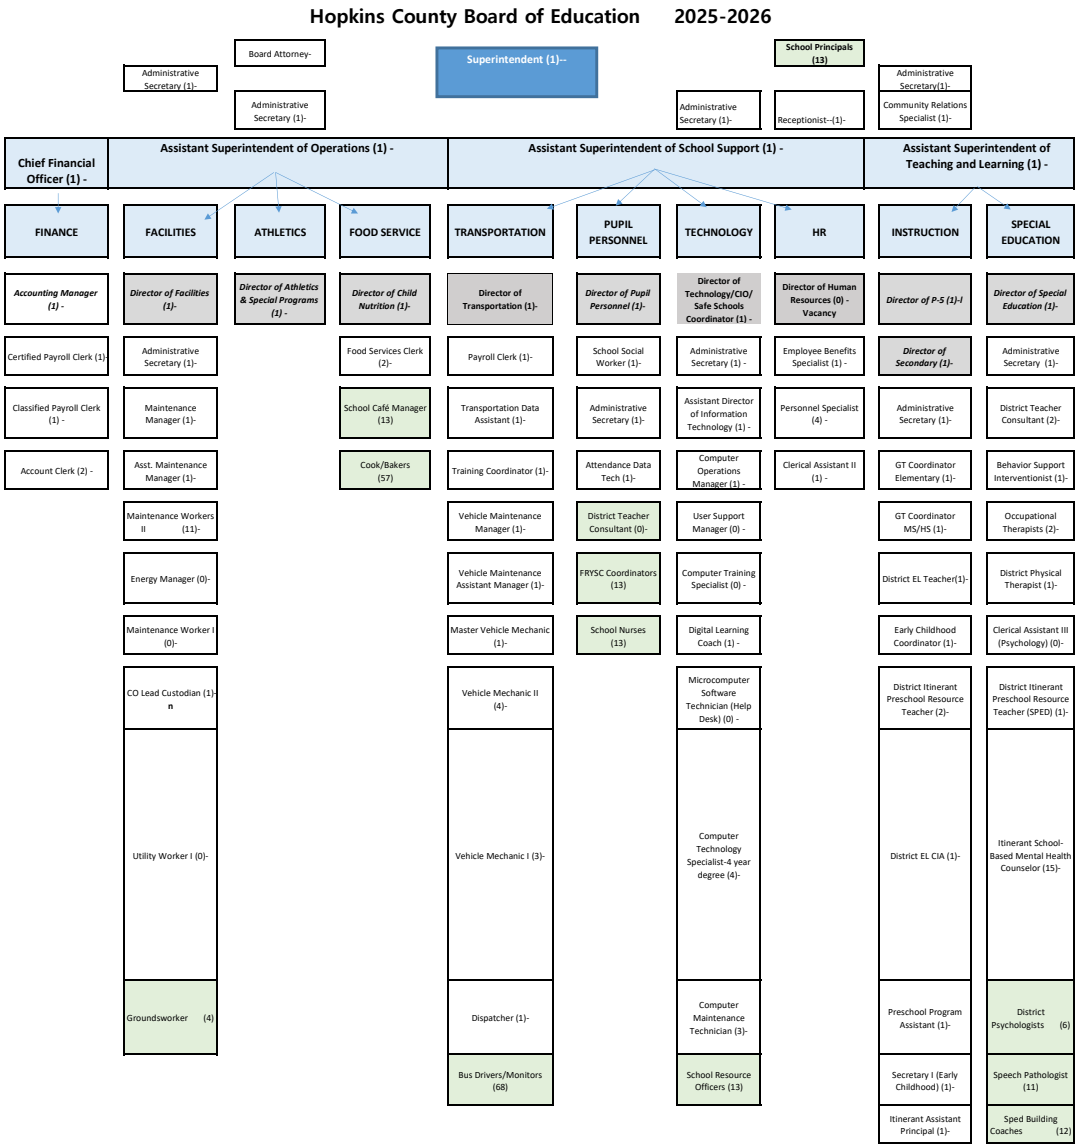 Hopkins County Board of Education 2025-2026
Board Attorney-
Superintendent (1)--
School Principals
(13)
Administrative
Secretary (1)-
Administrative
Secretary(1)-
Administrative
Secretary (1)-
Administrative
Secretary (1)-
Receptionist--(1)-
Community Relations
Specialist (1)-
Chief Financial
Officer (1) -
Assistant Superintendent of Operations (1) -
Assistant Superintendent of School Support (1) -
Assistant Superintendent of
Teaching and Learning (1) -
FINANCE
FACILITIES
ATHLETICS
FOOD SERVICE
TRANSPORTATION
PUPIL
PERSONNEL
TECHNOLOGY
HR
INSTRUCTION
SPECIAL
EDUCATION
Accounting Manager
(1) -
Director of Facilities
(1)-
Director of Athletics
& Special Programs
(1) -
Director of Child
Nutrition (1)-
Director of
Transportation (1)-
Director of Pupil
Personnel (1)-
Director of
Technology/CIO/
Safe Schools
Coordinator (1) -
Director of Human
Resources (0) -
Vacancy
Director of P-5 (1)-l
Director of Special
Education (1)-
Certified Payroll Clerk (1)-
Administrative
Secretary (1)-
Food Services Clerk
(2)-
Payroll Clerk (1)-
School Social
Worker (1)-
Administrative
Secretary (1) -
Employee Benefits
Specialist (1) -
Director of
Secondary (1)-
Administrative
Secretary (1)-
Classified Payroll Clerk
(1) -
Maintenance
Manager (1)-
School Café Manager
(13)
Transportation Data
Assistant (1)-
Administrative
Secretary (1)-
Assistant Director
of Information
Technology (1) -
Personnel Specialist
(4) -
Administrative
Secretary (1)-
District Teacher
Consultant (2)-
Account Clerk (2) -
Asst. Maintenance
Manager (1)-
Cook/Bakers
(57)
Training Coordinator (1)-
Attendance Data
Tech (1)-
Computer
Operations
Manager (1) -
Clerical Assistant II
(1) -
GT Coordinator
Elementary (1)-
Behavior Support
Interventionist (1)-
Maintenance Workers
II (11)-
Vehicle Maintenance
Manager (1)-
District Teacher
Consultant (0)-
User Support
Manager (0) -
GT Coordinator
MS/HS (1)-
Occupational
Therapists (2)-
Energy Manager (0)-
Vehicle Maintenance
Assistant Manager (1)-
FRYSC Coordinators
(13)
Computer Training
Specialist (0) -
District EL Teacher(1)-
District Physical
Therapist (1)-
Maintenance Worker I
(0)-
Master Vehicle Mechanic
(1)-
School Nurses
(13)
Digital Learning
Coach (1) -
Early Childhood
Coordinator (1)-
Clerical Assistant III
(Psychology) (0)-
CO Lead Custodian (1)-
n
Vehicle Mechanic II
(4)-
Microcomputer
Software
Technician (Help
Desk) (0) -
District Itinerant
Preschool Resource
Teacher (2)-
District Itinerant
Preschool Resource
Teacher (SPED) (1)-
Utility Worker I (0)-
Vehicle Mechanic I (3)-
Computer
Technology
Specialist-4 year
degree (4)-
District EL CIA (1)-
Itinerant School-
Based Mental Health
Counselor (15)-
Groundsworker (4)
Dispatcher (1)-
Computer
Maintenance
Technician (3)-
Preschool Program
Assistant (1)-
District
Psychologists (6)
Bus Drivers/Monitors
(68)
School Resource
Officers (13)
Secretary I (Early
Childhood) (1)-
Speech Pathologist
(11)
Itinerant Assistant
Principal (1)-
Sped Building
Coaches (12)